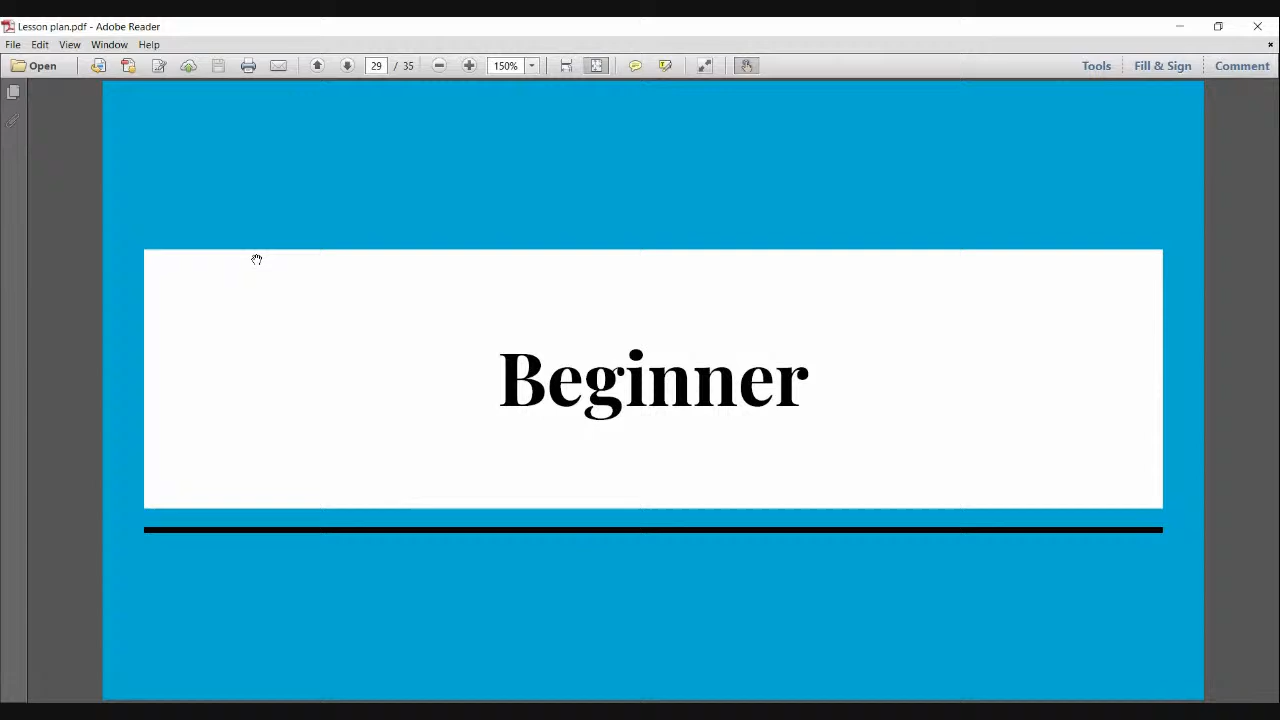 Lesson plan.pdf - Adobe Reader
File Edit View Window Help
Open 29 / 35 150% Tools Fill & Sign Comment
Beginner